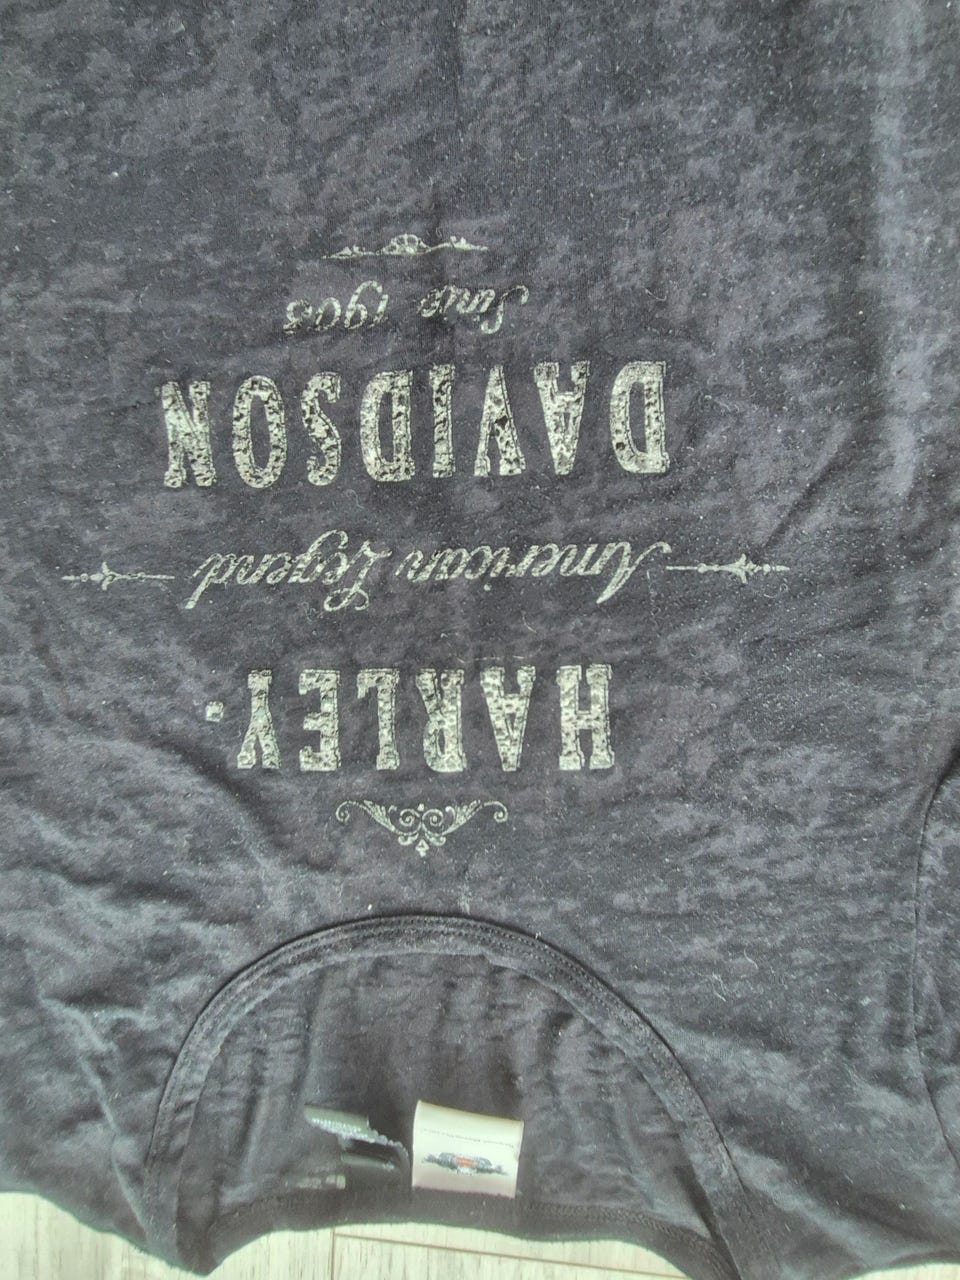 HARLEY-
American Legend
DAVIDSON
Since 1903